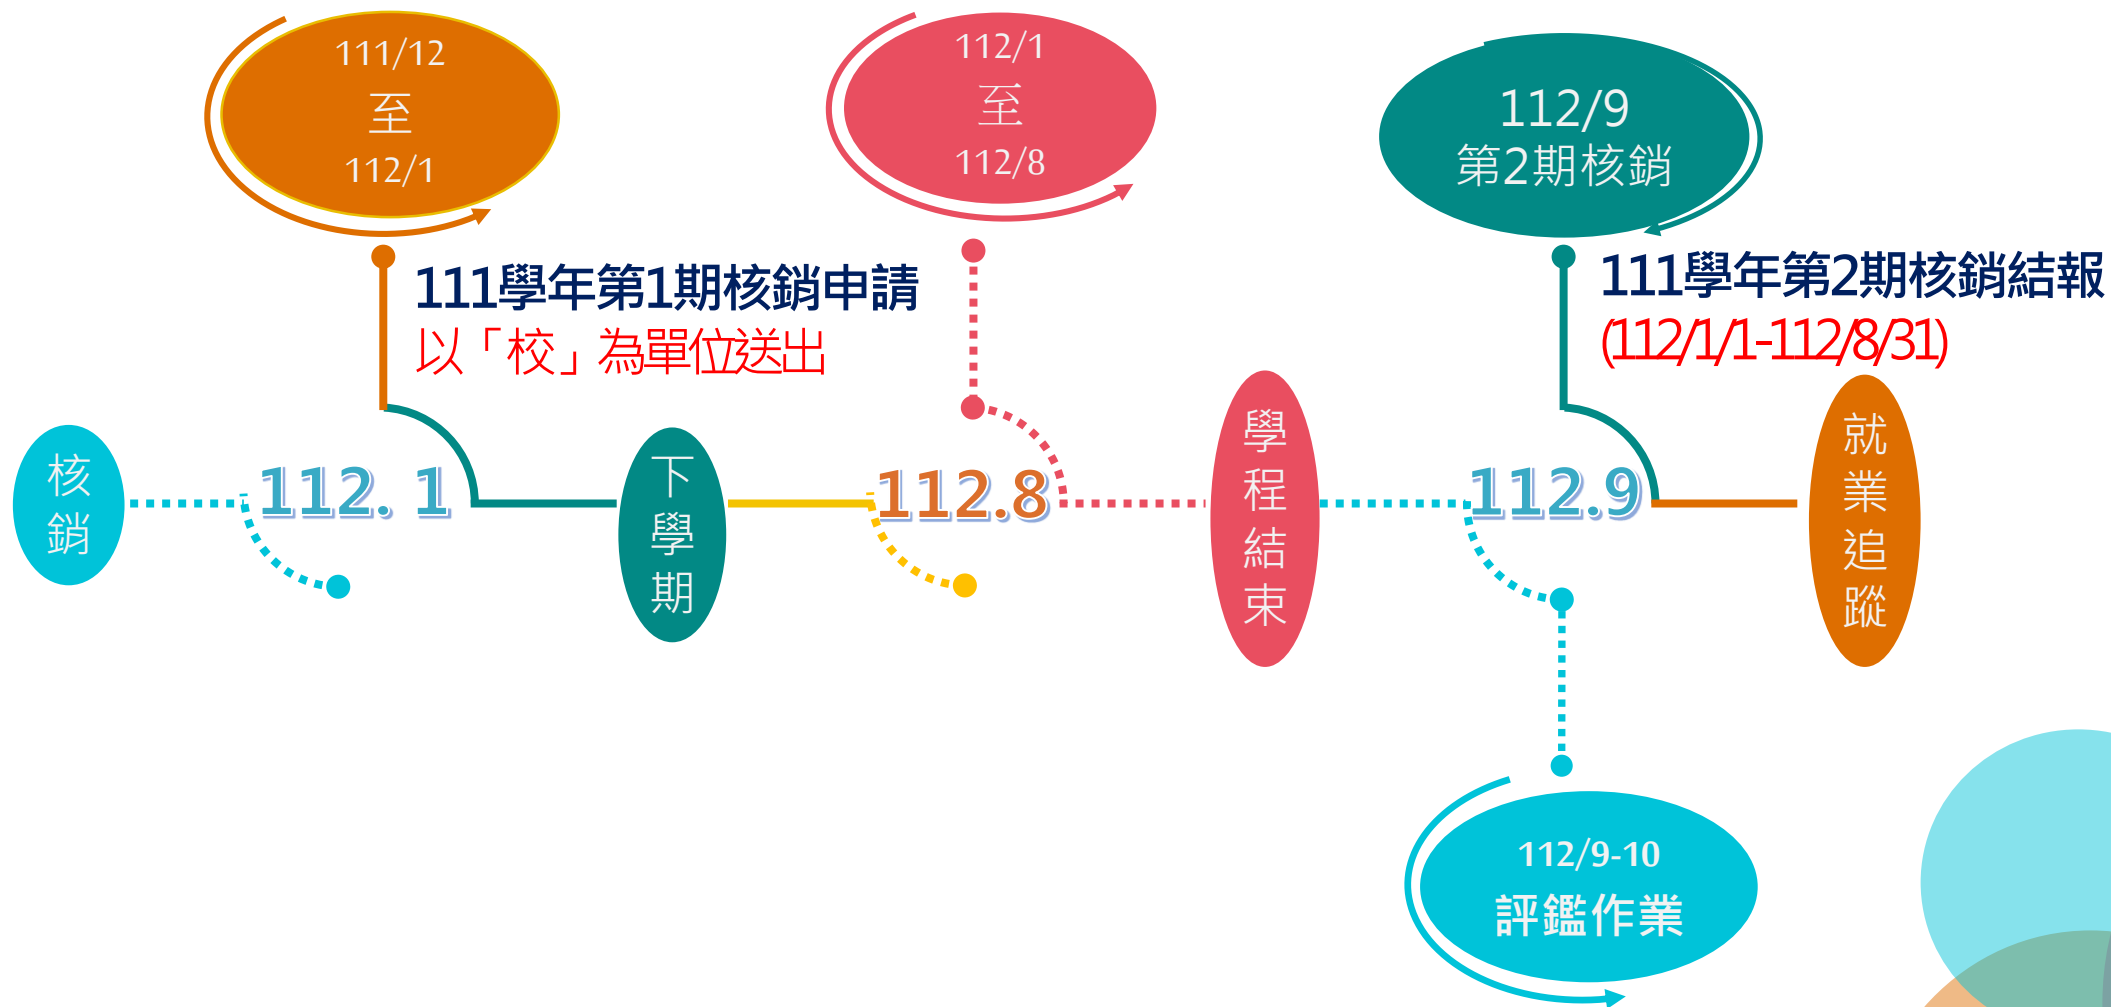 111/12
至
112/1
112/1
至
112/8
112/9
第2期核銷
111學年第1期核銷申請
以「校」為單位送出
111學年第2期核銷結報
(112/1/1-112/8/31)
核銷
112. 1
下學期
112.8
學程結束
112.9
就業追蹤
112/9-10
評鑑作業